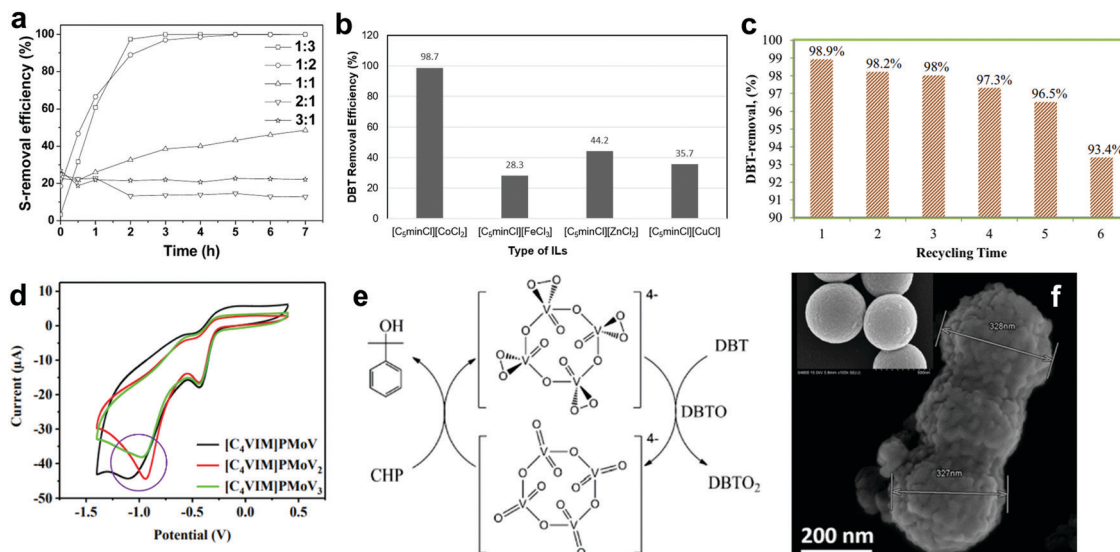 a
S-removal efficiency (%)
100
80
60
40
20
0
1:3
1:2
1:1
2:1
3:1
0 1 2 3 4 5 6 7
Time (h)
b
DBT Removal Efficiency (%)
120
100
80
60
40
20
0
98.7
28.3
44.2
35.7
[C₅minCl][CoCl₂] [C₅minCl][FeCl₃] [C₅minCl][ZnCl₂] [C₅minCl][CuCl]
Type of ILs
c
DBT-removal, (%)
99
98
97
96
95
94
93
92
91
90
98.9%
98.2%
98%
97.3%
96.5%
93.4%
1 2 3 4 5 6
Recycling Time
d
Current (µA)
10
0
-10
-20
-30
-40
-50
[C₄VIM]PMoV
[C₄VIM]PMoV₂
[C₄VIM]PMoV₃
-1.5 -1.0 -0.5 0.0 0.5
Potential (V)
e
OH
CHP
4-
4-
DBT
DBTO
DBTO₂
f
328nm
327nm
200 nm